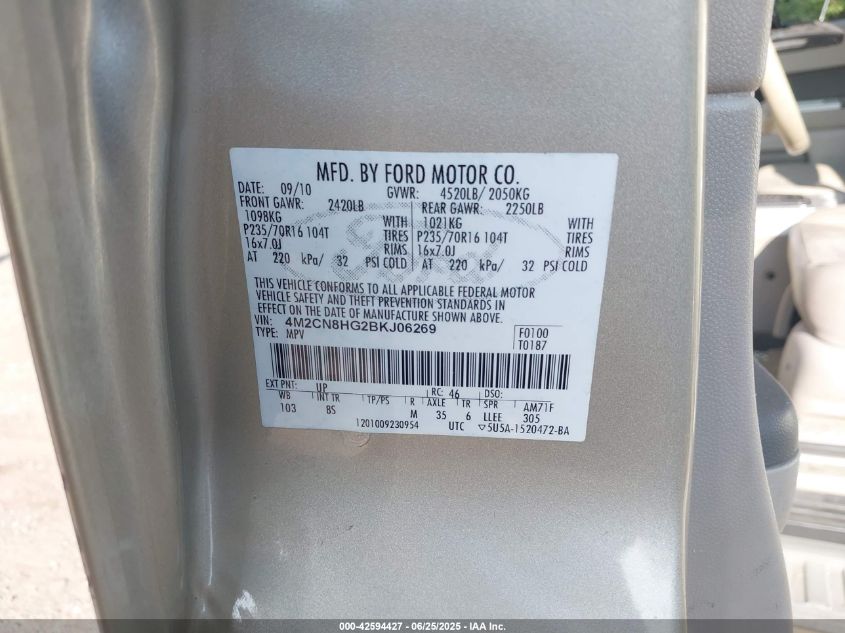 MFD. BY FORD MOTOR CO.
DATE: 09/10 GVWR: 4520LB/ 2050KG
FRONT GAWR: 2420LB REAR GAWR: 2250LB
1098KG WITH 1021KG WITH
P235/70R16 104T TIRES P235/70R16 104T TIRES
16x7.0J RIMS 16x7.0J RIMS
AT 220 kPa/ 32 PSI COLD AT 220 kPa/ 32 PSI COLD
THIS VEHICLE CONFORMS TO ALL APPLICABLE FEDERAL MOTOR
VEHICLE SAFETY AND THEFT PREVENTION STANDARDS IN
EFFECT ON THE DATE OF MANUFACTURE SHOWN ABOVE.
VIN: 4M2CN8HG2BKJ06269 F0100
TYPE: MPV T0187
EXT PNT: UP RC: 46 DSO:
WB INT TR TP/PS R AXLE TR SPR AM71F
103 BS M 35 6 LLEE 305
1201009230954 UTC ▽5U5A-1520472-BA
000-42594427 - 06/25/2025 - IAA Inc.